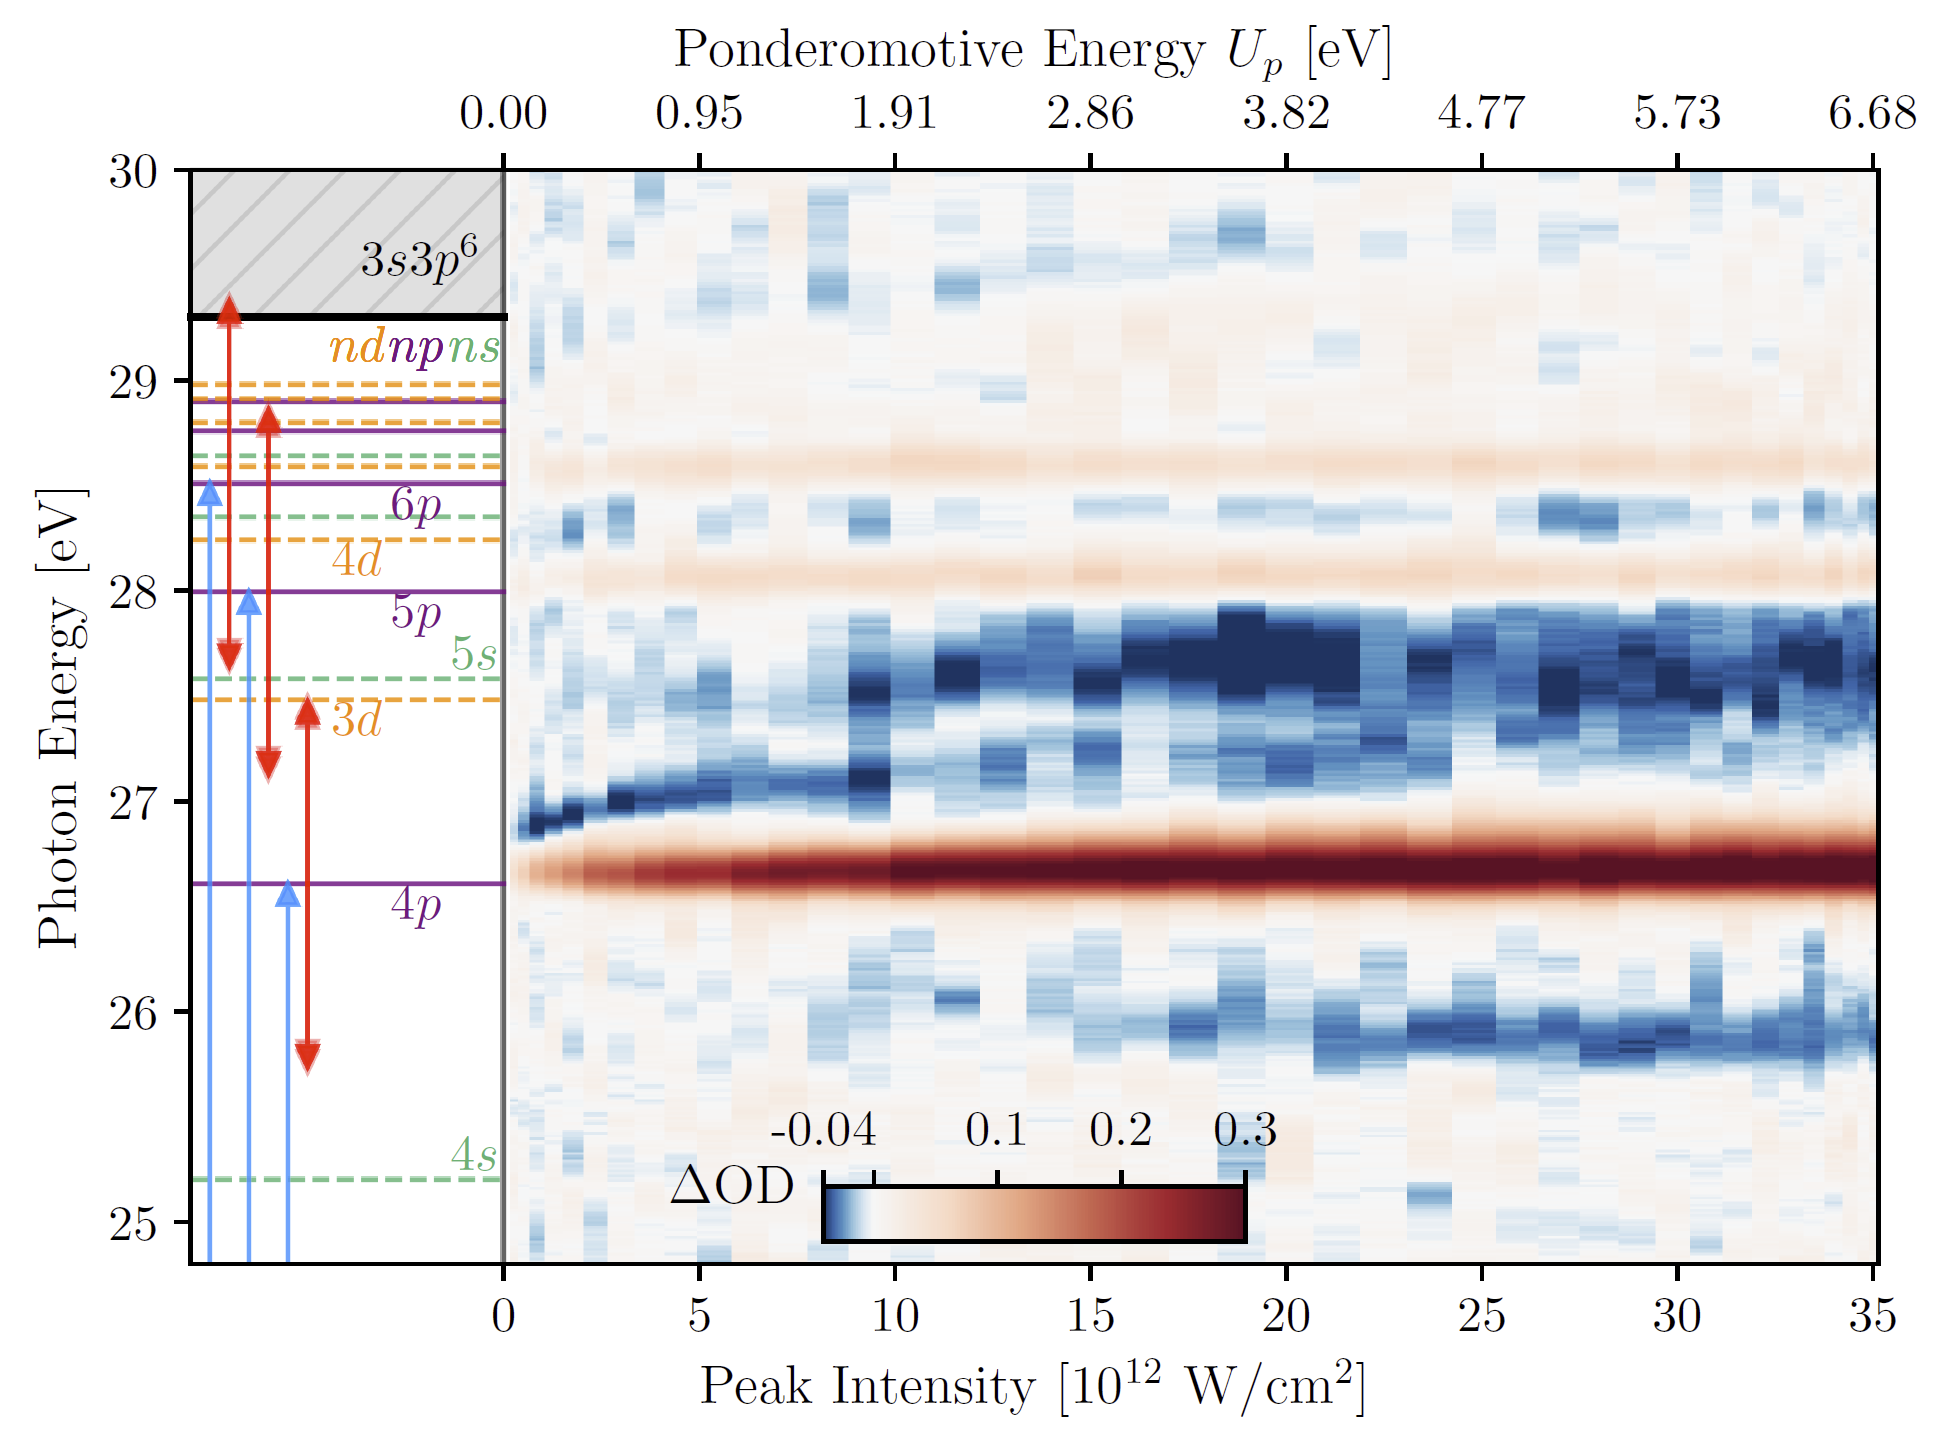 Ponderomotive Energy U_p [eV]
0.00 0.95 1.91 2.86 3.82 4.77 5.73 6.68
30
3s3p⁶
ndnpns
29
6p
4d
28
5p
5s
3d
27
4p
26
4s
25
Photon Energy [eV]
-0.04 0.1 0.2 0.3
ΔOD
0 5 10 15 20 25 30 35
Peak Intensity [10¹² W/cm²]